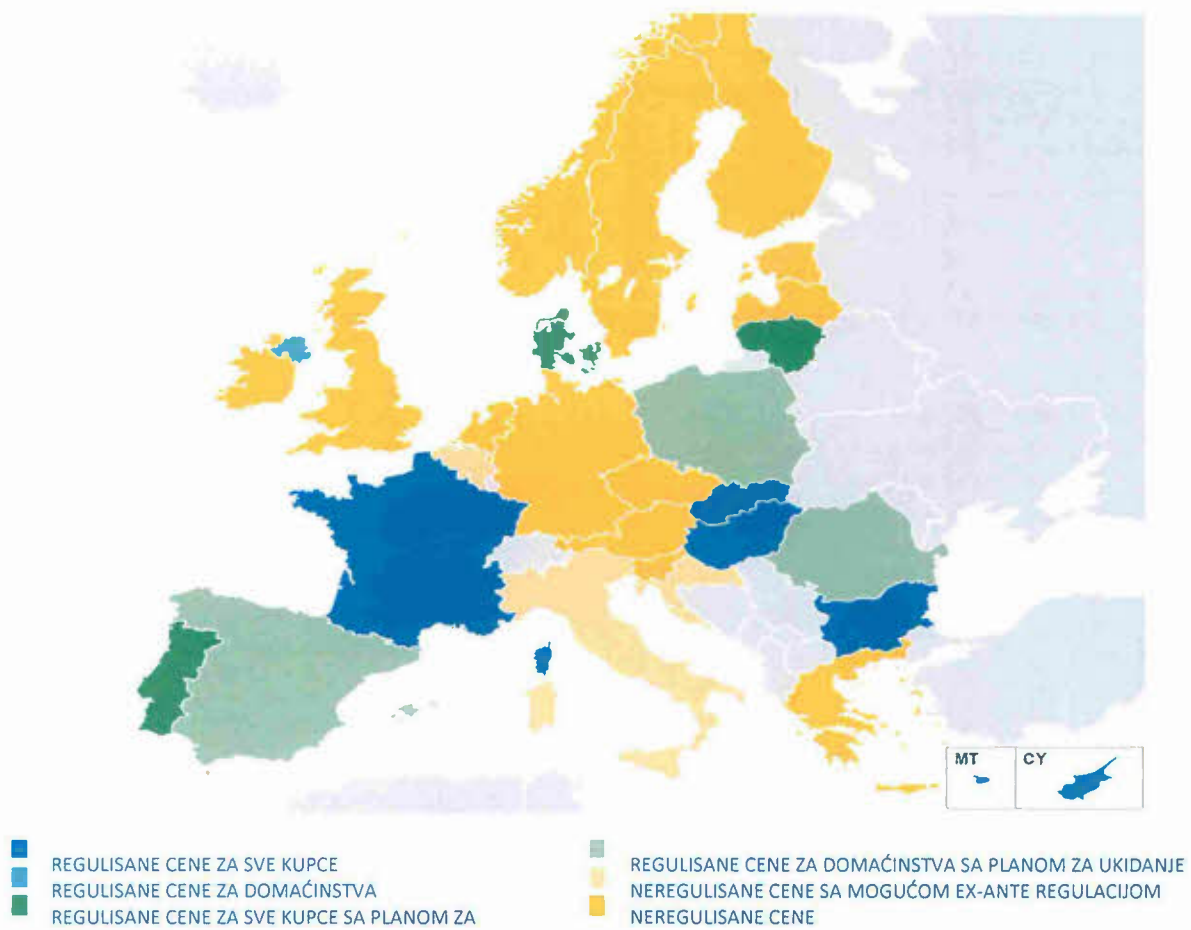 MT
CY
REGULISANE CENE ZA SVE KUPCE
REGULISANE CENE ZA DOMAĆINSTVA
REGULISANE CENE ZA SVE KUPCE SA PLANOM ZA
REGULISANE CENE ZA DOMAĆINSTVA SA PLANOM ZA UKIDANJE
NEREGULISANE CENE SA MOGUĆOM EX-ANTE REGULACIJOM
NEREGULISANE CENE